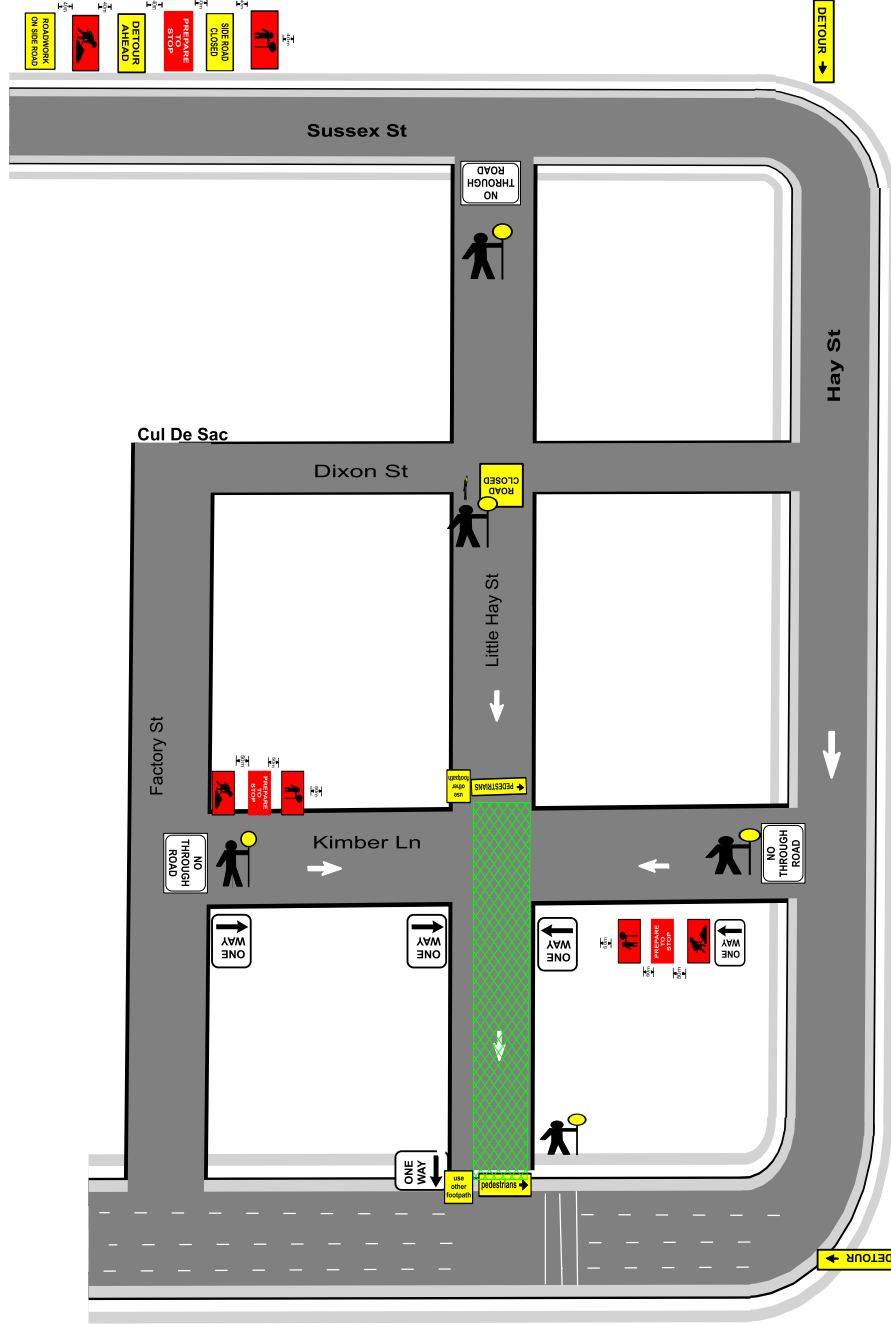 ROADWORK
ON SIDE ROAD
DETOUR
AHEAD
PREPARE
TO
STOP
SIDE ROAD
CLOSED
DETOUR
Sussex St
NO
THROUGH
ROAD
Hay St
Cul De Sac
Dixon St
ROAD
CLOSED
Little Hay St
Factory St
PREPARE
TO
STOP
use
other
footpath
PEDESTRIANS
Kimber Ln
NO
THROUGH
ROAD
NO
THROUGH
ROAD
ONE
WAY
ONE
WAY
ONE
WAY
PREPARE
TO
STOP
ONE
WAY
ONE
WAY
use
other
footpath
pedestrians
DETOUR